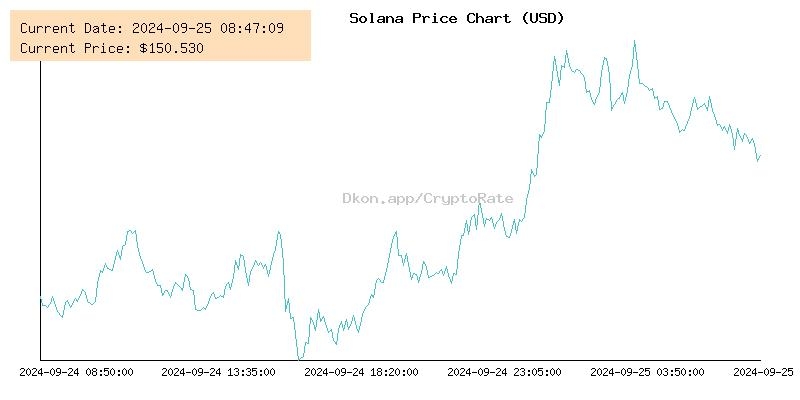 Solana Price Chart (USD)
Current Date: 2024-09-25 08:47:09
Current Price: $150.530
Dkon.app/CryptoRate
2024-09-24 08:50:00
2024-09-24 13:35:00
2024-09-24 18:20:00
2024-09-24 23:05:00
2024-09-25 03:50:00
2024-09-25